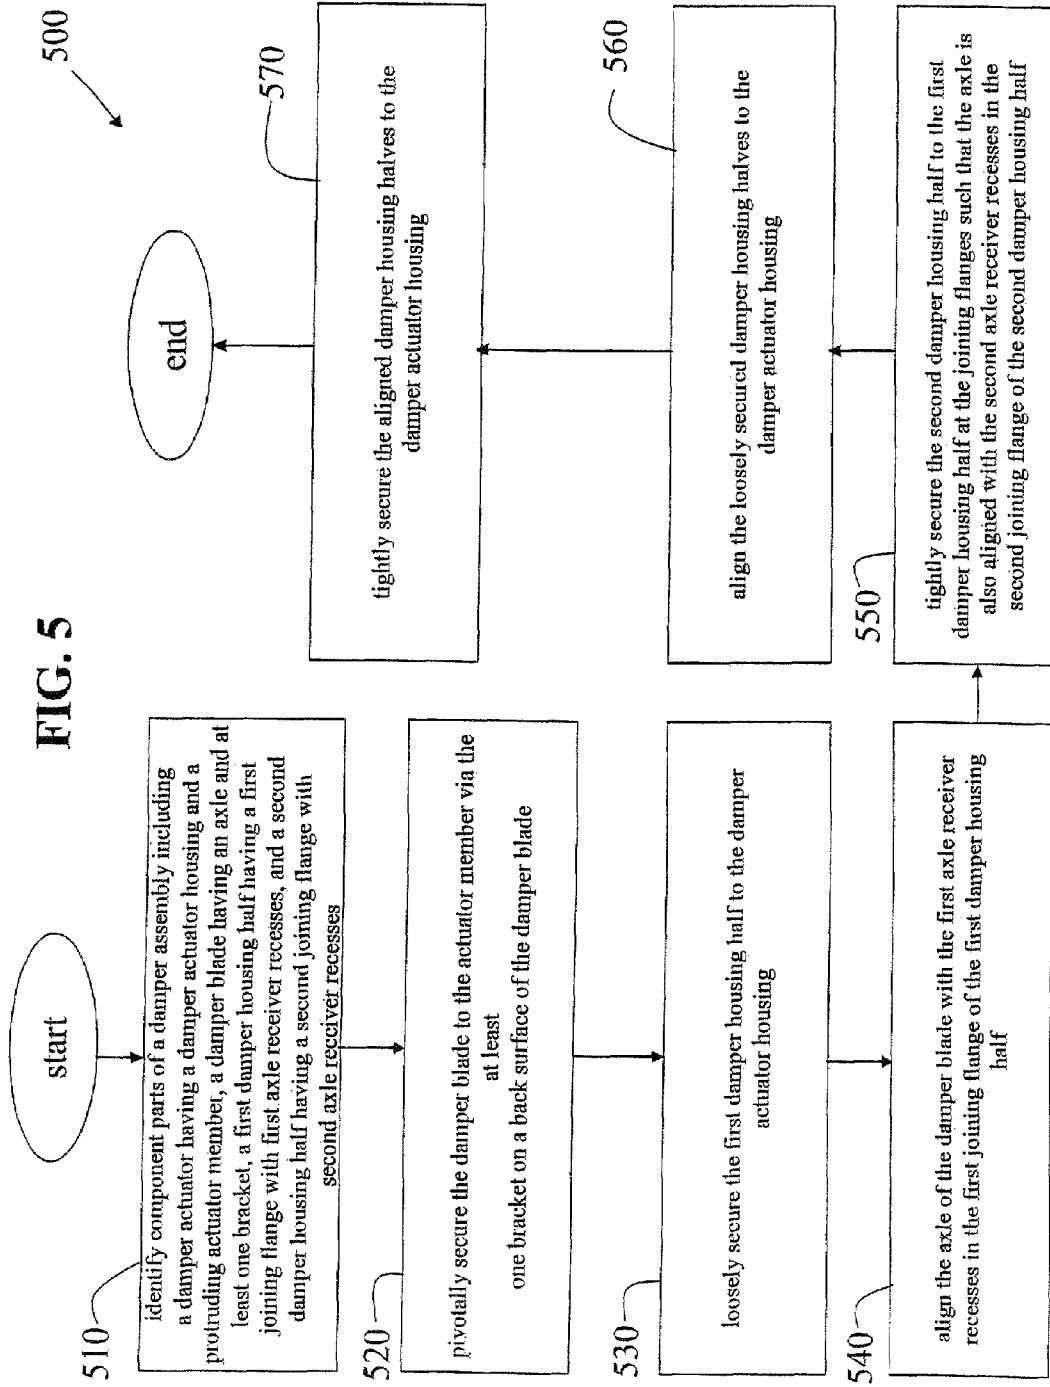 FIG. 5
500
start
510
identify component parts of a damper assembly including
a damper actuator having a damper actuator housing and a
protruding actuator member, a damper blade having an axle and at
least one bracket, a first damper housing half having a first
joining flange with first axle receiver recesses, and a second
damper housing half having a second joining flange with
second axle receiver recesses
520
pivotally secure the damper blade to the actuator member via the
at least
one bracket on a back surface of the damper blade
530
loosely secure the first damper housing half to the damper
actuator housing
540
align the axle of the damper blade with the first axle receiver
recesses in the first joining flange of the first damper housing
half
550
tightly secure the second damper housing half to the first
damper housing half at the joining flanges such that the axle is
also aligned with the second axle receiver recesses in the
second joining flange of the second damper housing half
560
align the loosely secured damper housing halves to the
damper actuator housing
570
tightly secure the aligned damper housing halves to the
damper actuator housing
end